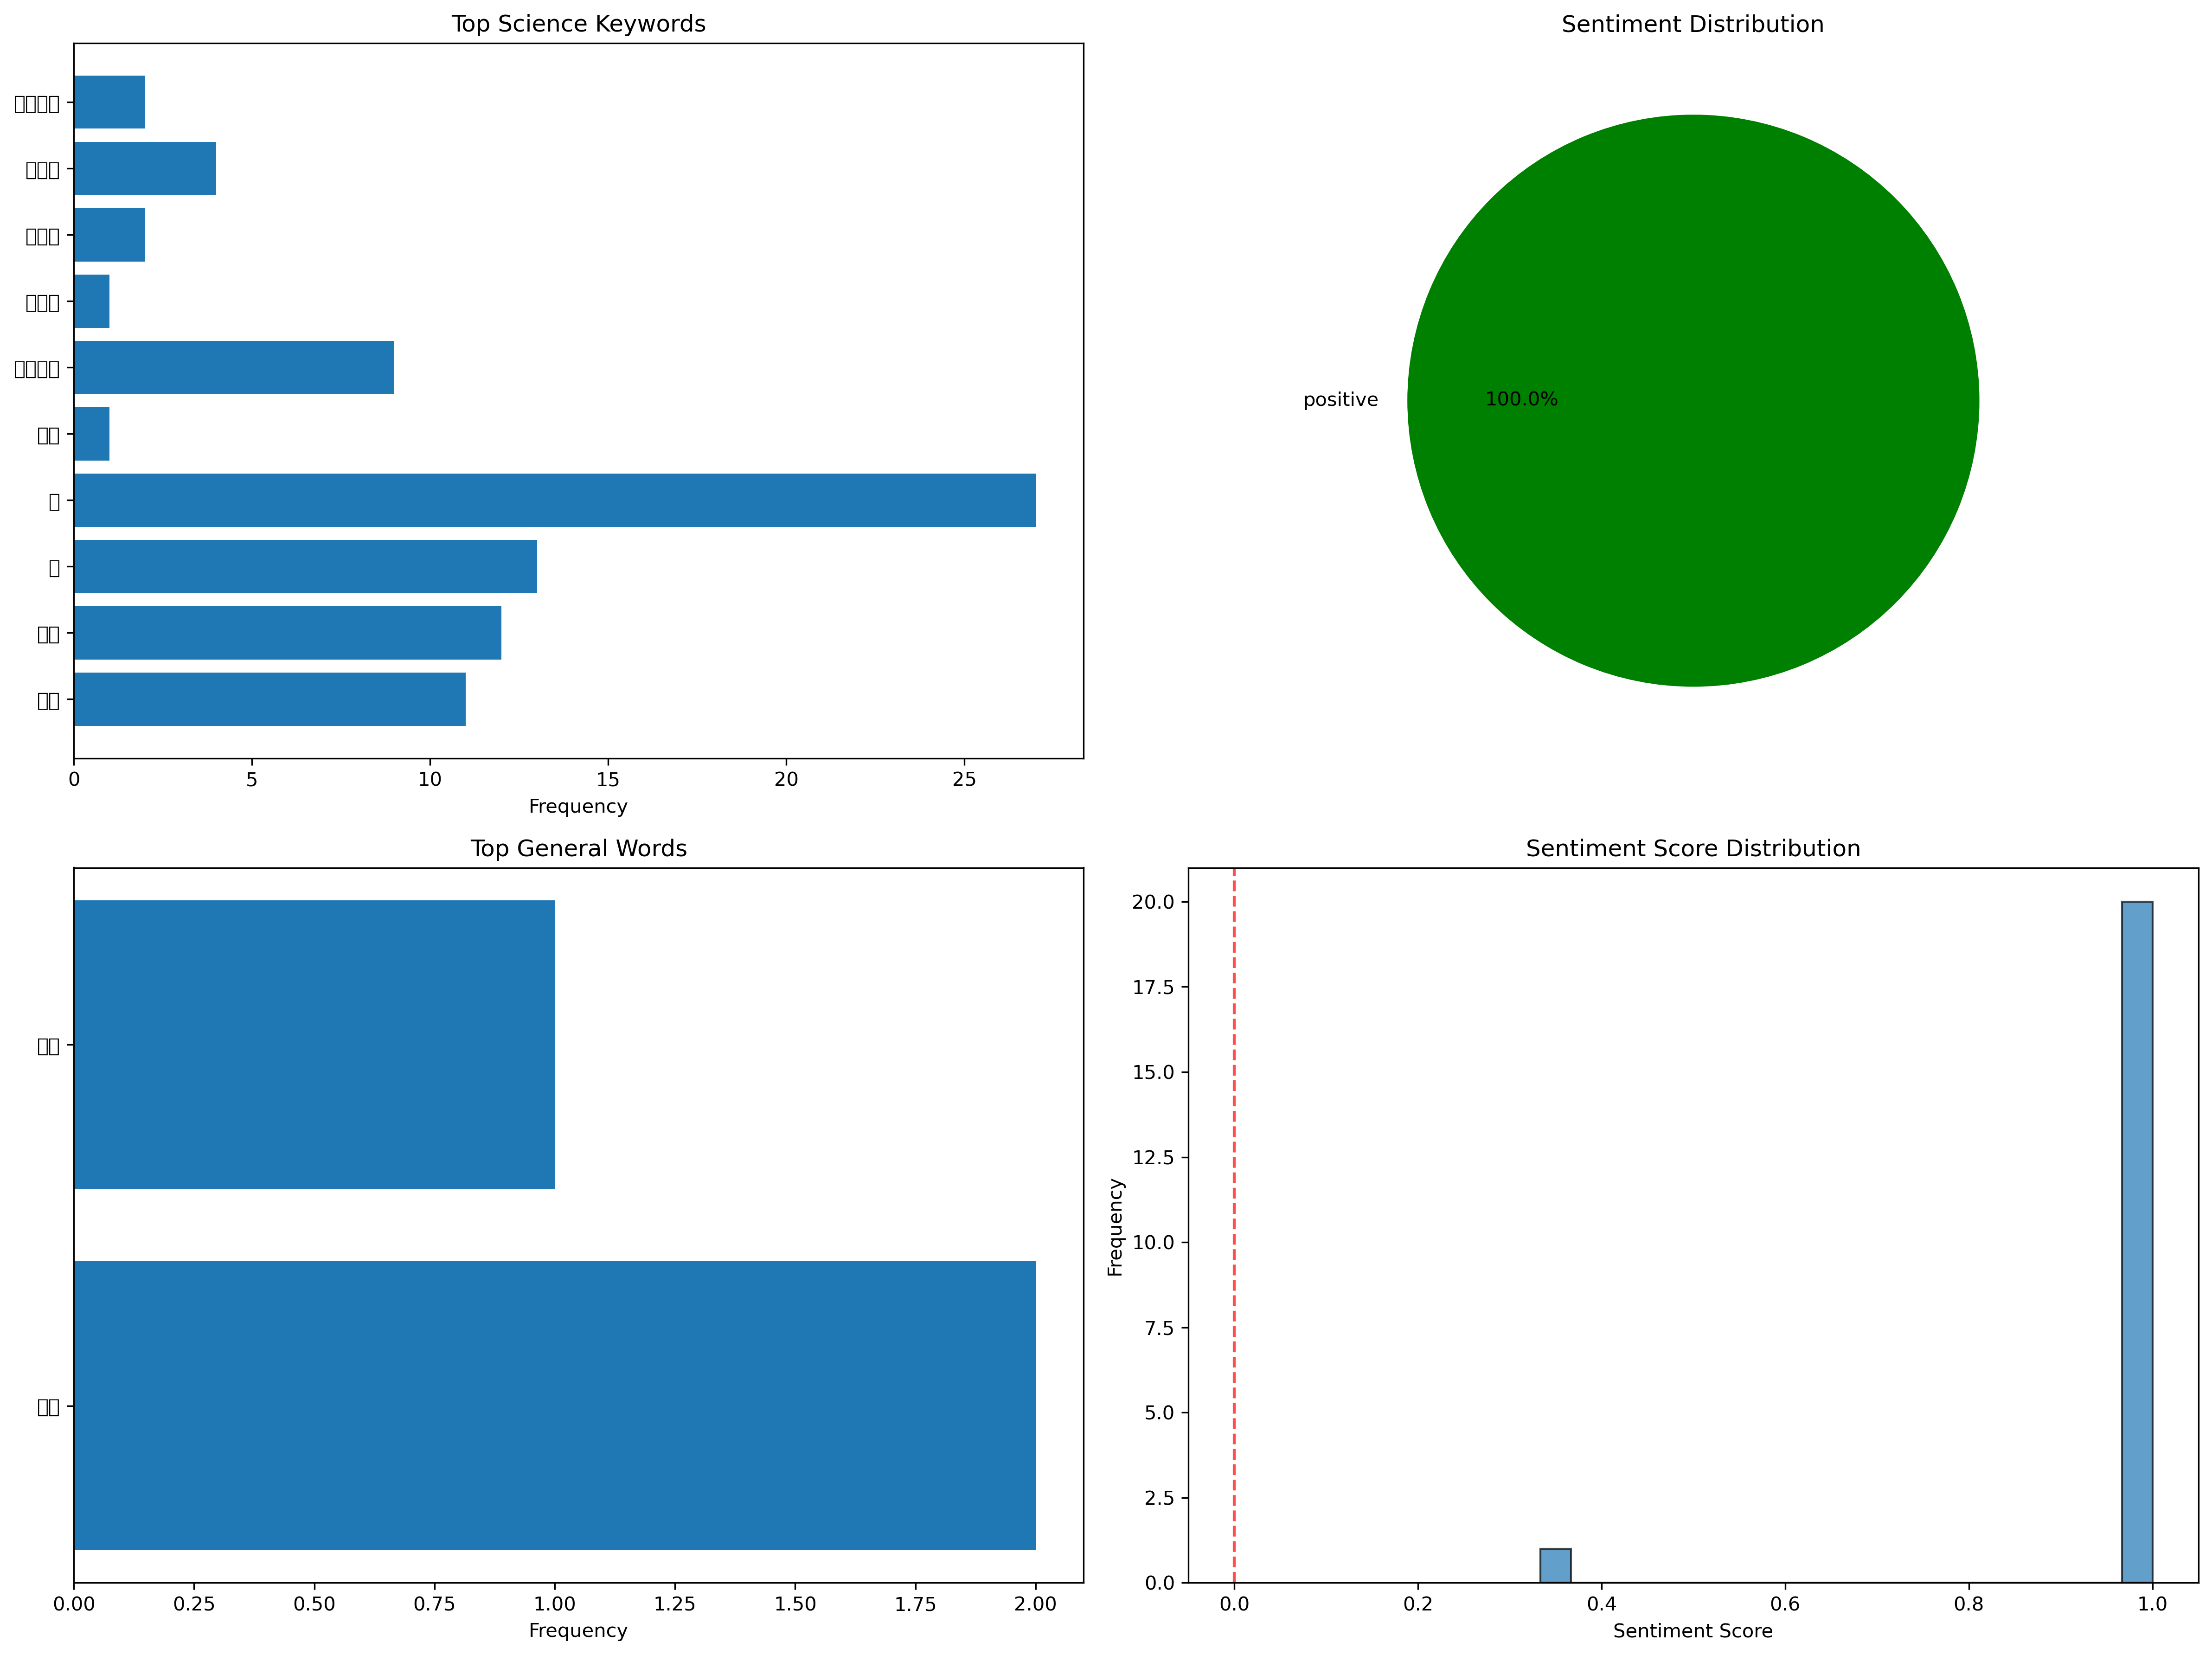 Top Science Keywords
0 5 10 15 20 25
Frequency
Sentiment Distribution
positive
100.0%
Top General Words
0.00 0.25 0.50 0.75 1.00 1.25 1.50 1.75 2.00
Frequency
Sentiment Score Distribution
Frequency
20.0
17.5
15.0
12.5
10.0
7.5
5.0
2.5
0.0
0.0 0.2 0.4 0.6 0.8 1.0
Sentiment Score